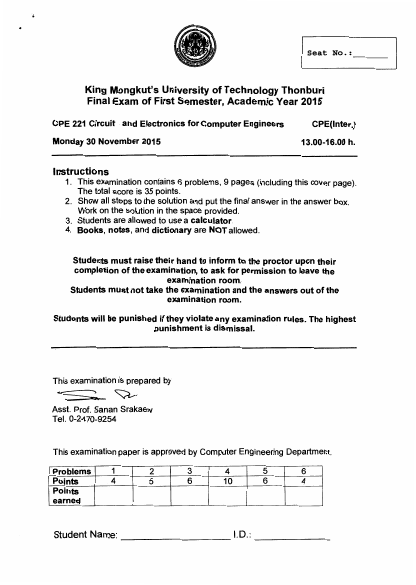 Seat No.:______
King Mongkut's University of Technology Thonburi
Final Exam of First Semester, Academic Year 2015
CPE 221 Circuit and Electronics for Computer Engineers CPE(Inter.)
Monday 30 November 2015 13.00-16.00 h.
Instructions
1. This examination contains 6 problems, 9 pages (including this cover page).
The total score is 35 points.
2. Show all steps to the solution and put the final answer in the answer box.
Work on the solution in the space provided.
3. Students are allowed to use a calculator.
4. Books, notes, and dictionary are NOT allowed.
Students must raise their hand to inform to the proctor upon their
completion of the examination, to ask for permission to leave the
examination room.
Students must not take the examination and the answers out of the
examination room.
Students will be punished if they violate any examination rules. The highest
punishment is dismissal.
This examination is prepared by
Asst. Prof. Sanan Srakaew
Tel. 0-2470-9254
This examination paper is approved by Computer Engineering Department.
Problems 1 2 3 4 5 6
Points 4 5 6 10 6 4
Points
earned
Student Name: ____________________ I.D.: ______________